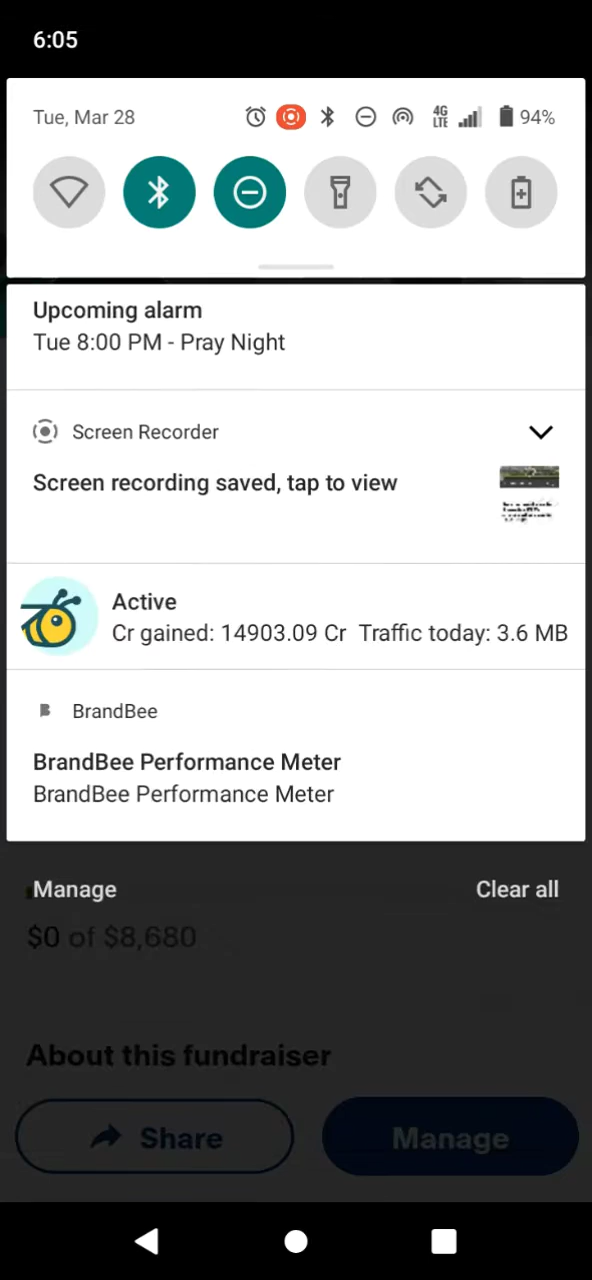 6:05
Tue, Mar 28
4G
LTE
94%
Upcoming alarm
Tue 8:00 PM - Pray Night
Screen Recorder
Screen recording saved, tap to view
Active
Cr gained: 14903.09 Cr Traffic today: 3.6 MB
BrandBee
BrandBee Performance Meter
BrandBee Performance Meter
Manage
Clear all
$0 of $8,680
About this fundraiser
Share
Manage